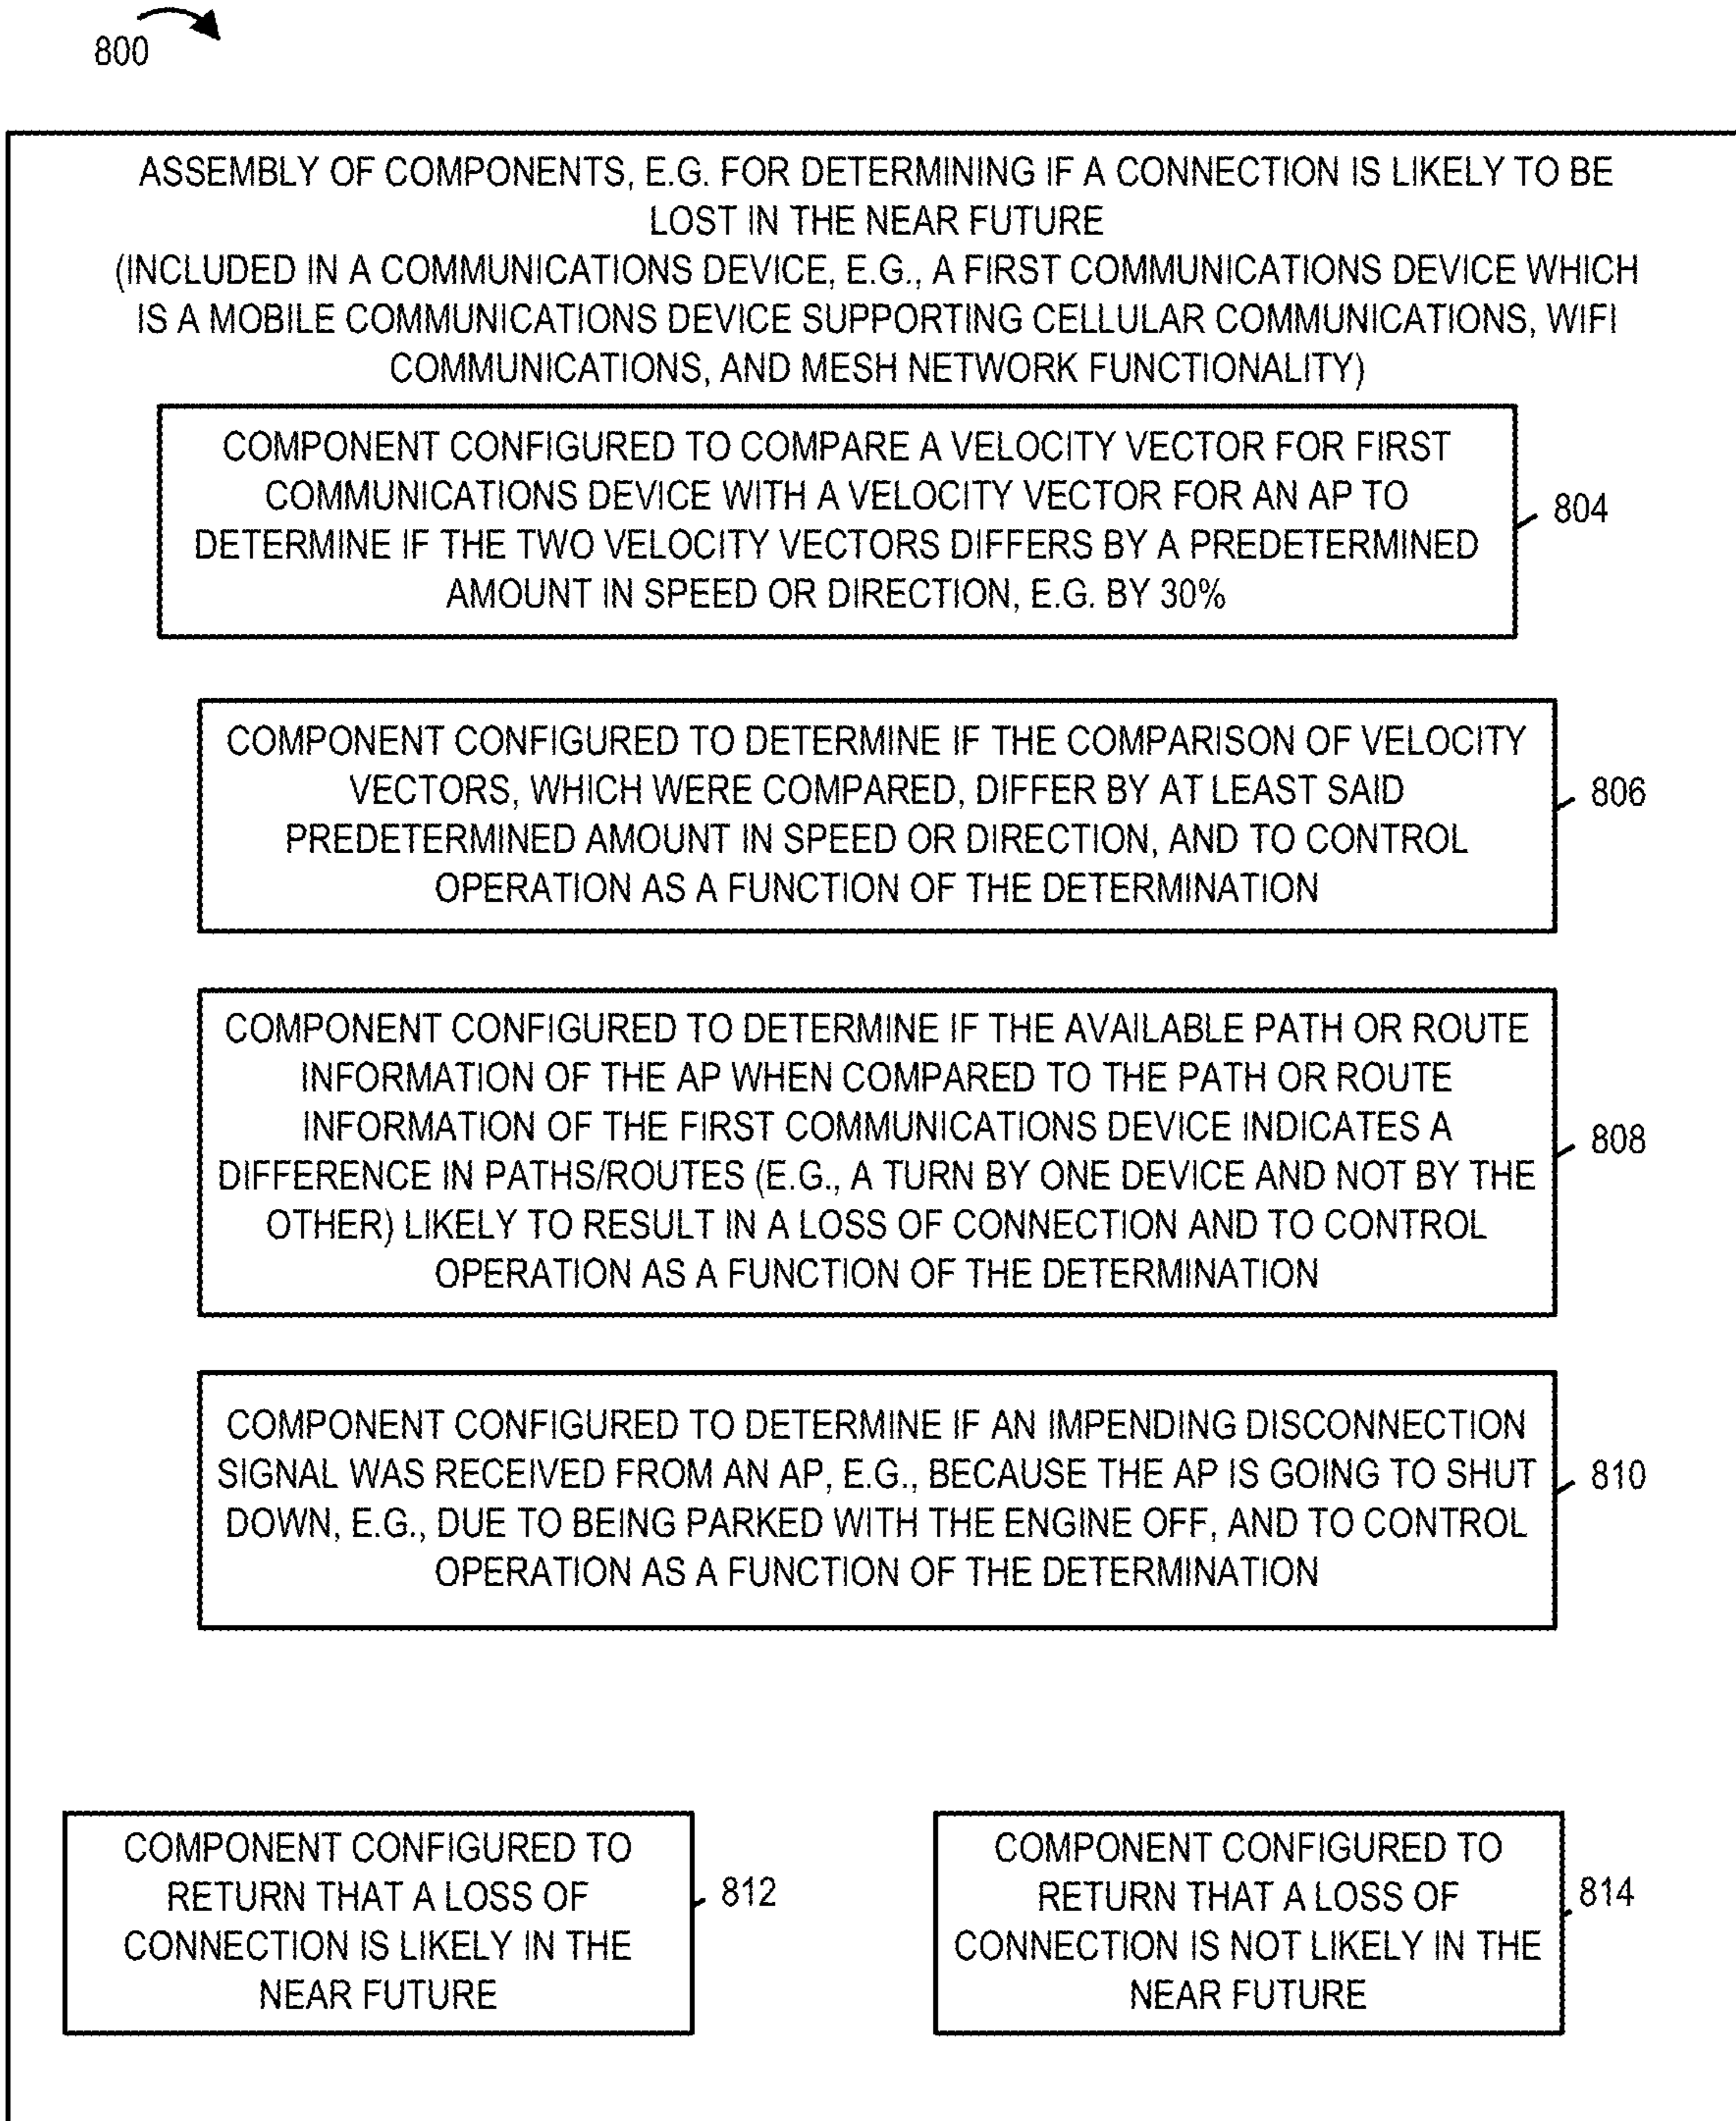 800
ASSEMBLY OF COMPONENTS, E.G. FOR DETERMINING IF A CONNECTION IS LIKELY TO BE
LOST IN THE NEAR FUTURE
(INCLUDED IN A COMMUNICATIONS DEVICE, E.G., A FIRST COMMUNICATIONS DEVICE WHICH
IS A MOBILE COMMUNICATIONS DEVICE SUPPORTING CELLULAR COMMUNICATIONS, WIFI
COMMUNICATIONS, AND MESH NETWORK FUNCTIONALITY)
COMPONENT CONFIGURED TO COMPARE A VELOCITY VECTOR FOR FIRST
COMMUNICATIONS DEVICE WITH A VELOCITY VECTOR FOR AN AP TO
DETERMINE IF THE TWO VELOCITY VECTORS DIFFERS BY A PREDETERMINED
AMOUNT IN SPEED OR DIRECTION, E.G. BY 30%
804
COMPONENT CONFIGURED TO DETERMINE IF THE COMPARISON OF VELOCITY
VECTORS, WHICH WERE COMPARED, DIFFER BY AT LEAST SAID
PREDETERMINED AMOUNT IN SPEED OR DIRECTION, AND TO CONTROL
OPERATION AS A FUNCTION OF THE DETERMINATION
806
COMPONENT CONFIGURED TO DETERMINE IF THE AVAILABLE PATH OR ROUTE
INFORMATION OF THE AP WHEN COMPARED TO THE PATH OR ROUTE
INFORMATION OF THE FIRST COMMUNICATIONS DEVICE INDICATES A
DIFFERENCE IN PATHS/ROUTES (E.G., A TURN BY ONE DEVICE AND NOT BY THE
OTHER) LIKELY TO RESULT IN A LOSS OF CONNECTION AND TO CONTROL
OPERATION AS A FUNCTION OF THE DETERMINATION
808
COMPONENT CONFIGURED TO DETERMINE IF AN IMPENDING DISCONNECTION
SIGNAL WAS RECEIVED FROM AN AP, E.G., BECAUSE THE AP IS GOING TO SHUT
DOWN, E.G., DUE TO BEING PARKED WITH THE ENGINE OFF, AND TO CONTROL
OPERATION AS A FUNCTION OF THE DETERMINATION
810
COMPONENT CONFIGURED TO
RETURN THAT A LOSS OF
CONNECTION IS LIKELY IN THE
NEAR FUTURE
812
COMPONENT CONFIGURED TO
RETURN THAT A LOSS OF
CONNECTION IS NOT LIKELY IN THE
NEAR FUTURE
814